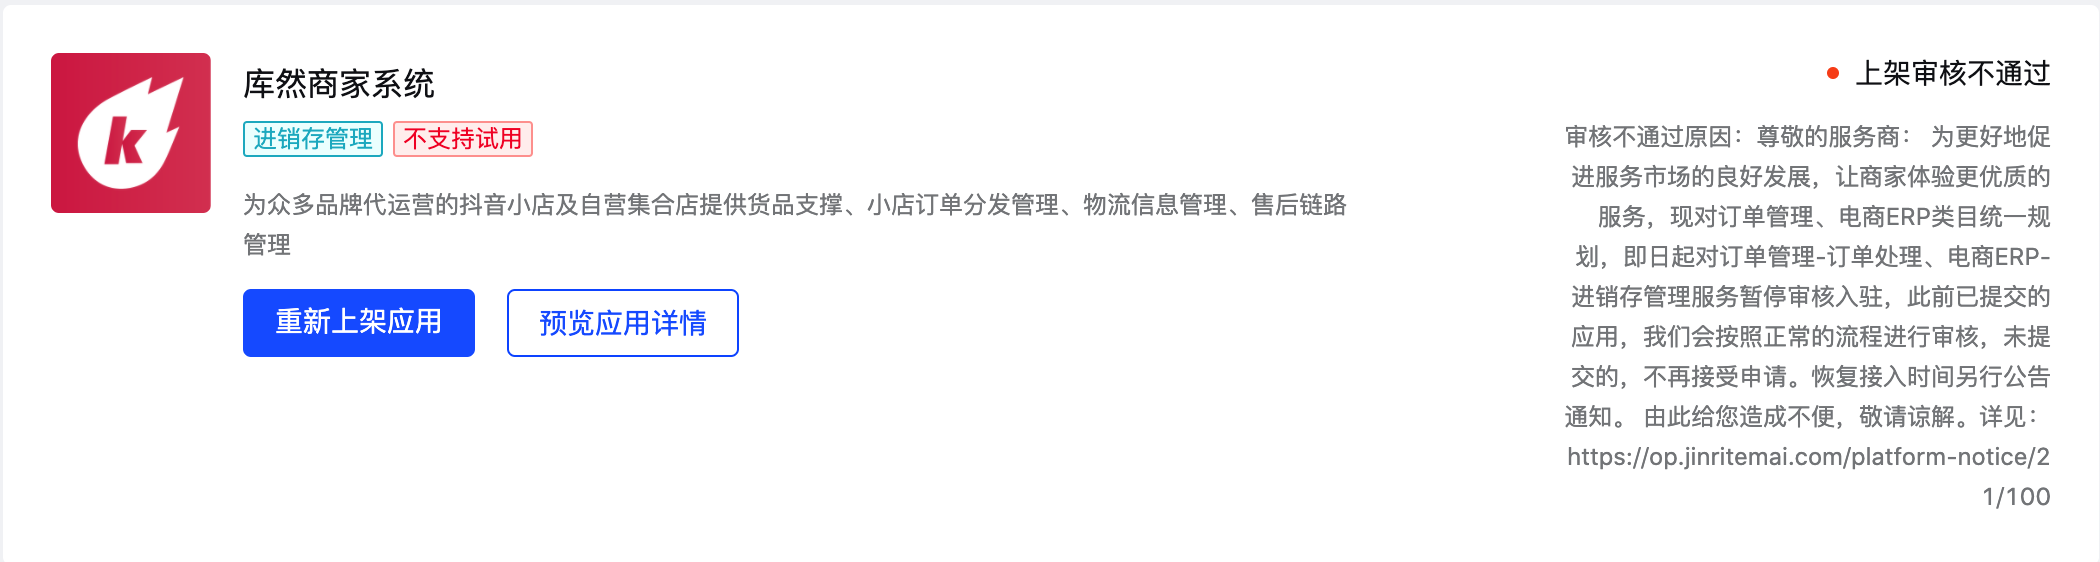 k
库然商家系统
进销存管理 不支持试用
为众多品牌代运营的抖音小店及自营集合店提供货品支撑、小店订单分发管理、物流信息管理、售后链路
管理
重新上架应用 预览应用详情
上架审核不通过
审核不通过原因：尊敬的服务商： 为更好地促
进服务市场的良好发展，让商家体验更优质的
服务，现对订单管理、电商ERP类目统一规
划，即日起对订单管理-订单处理、电商ERP-
进销存管理服务暂停审核入驻，此前已提交的
应用，我们会按照正常的流程进行审核，未提
交的，不再接受申请。恢复接入时间另行公告
通知。 由此给您造成不便，敬请谅解。详见：
https://op.jinritemai.com/platform-notice/2
1/100